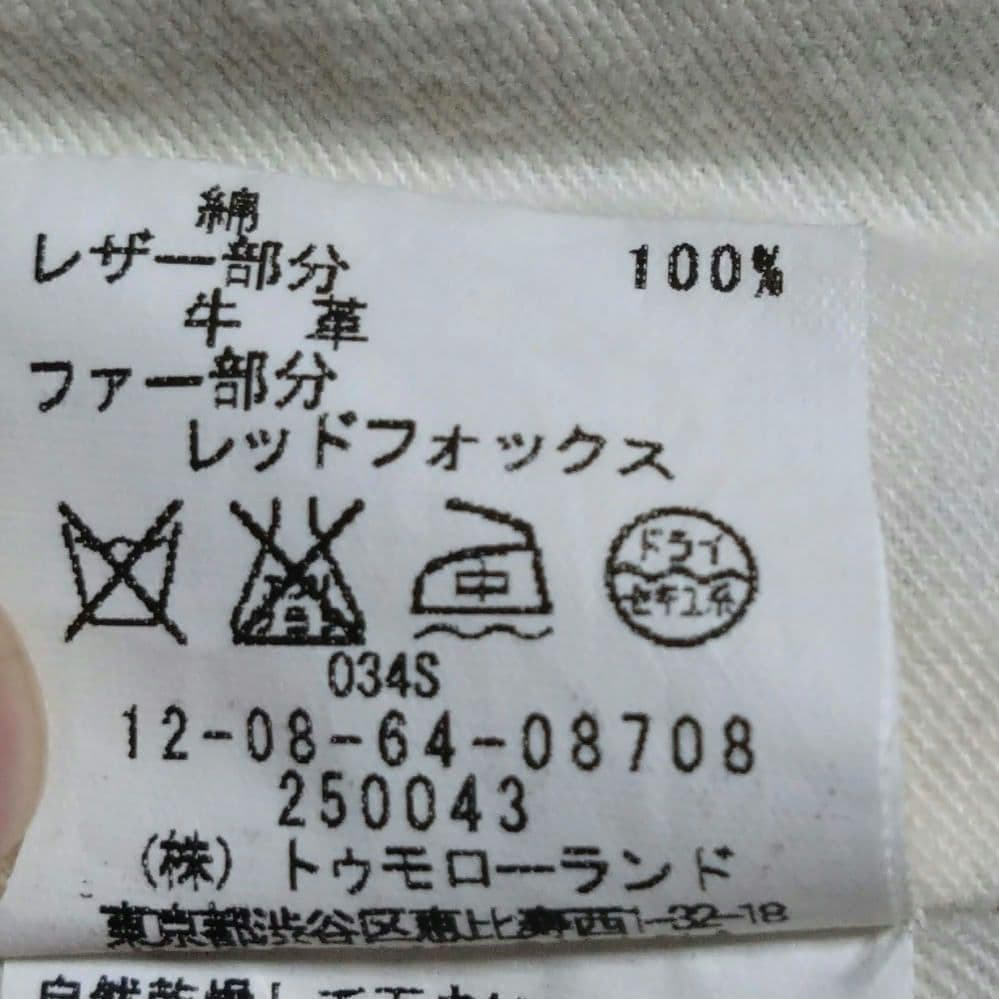 綿 100%
レザー部分
牛 革
ファー部分
レッドフォックス
中
ドライ
セキユ系
034S
12-08-64-08708
250043
(株) トゥモローランド
東京都渋谷区恵比寿西1-32-18